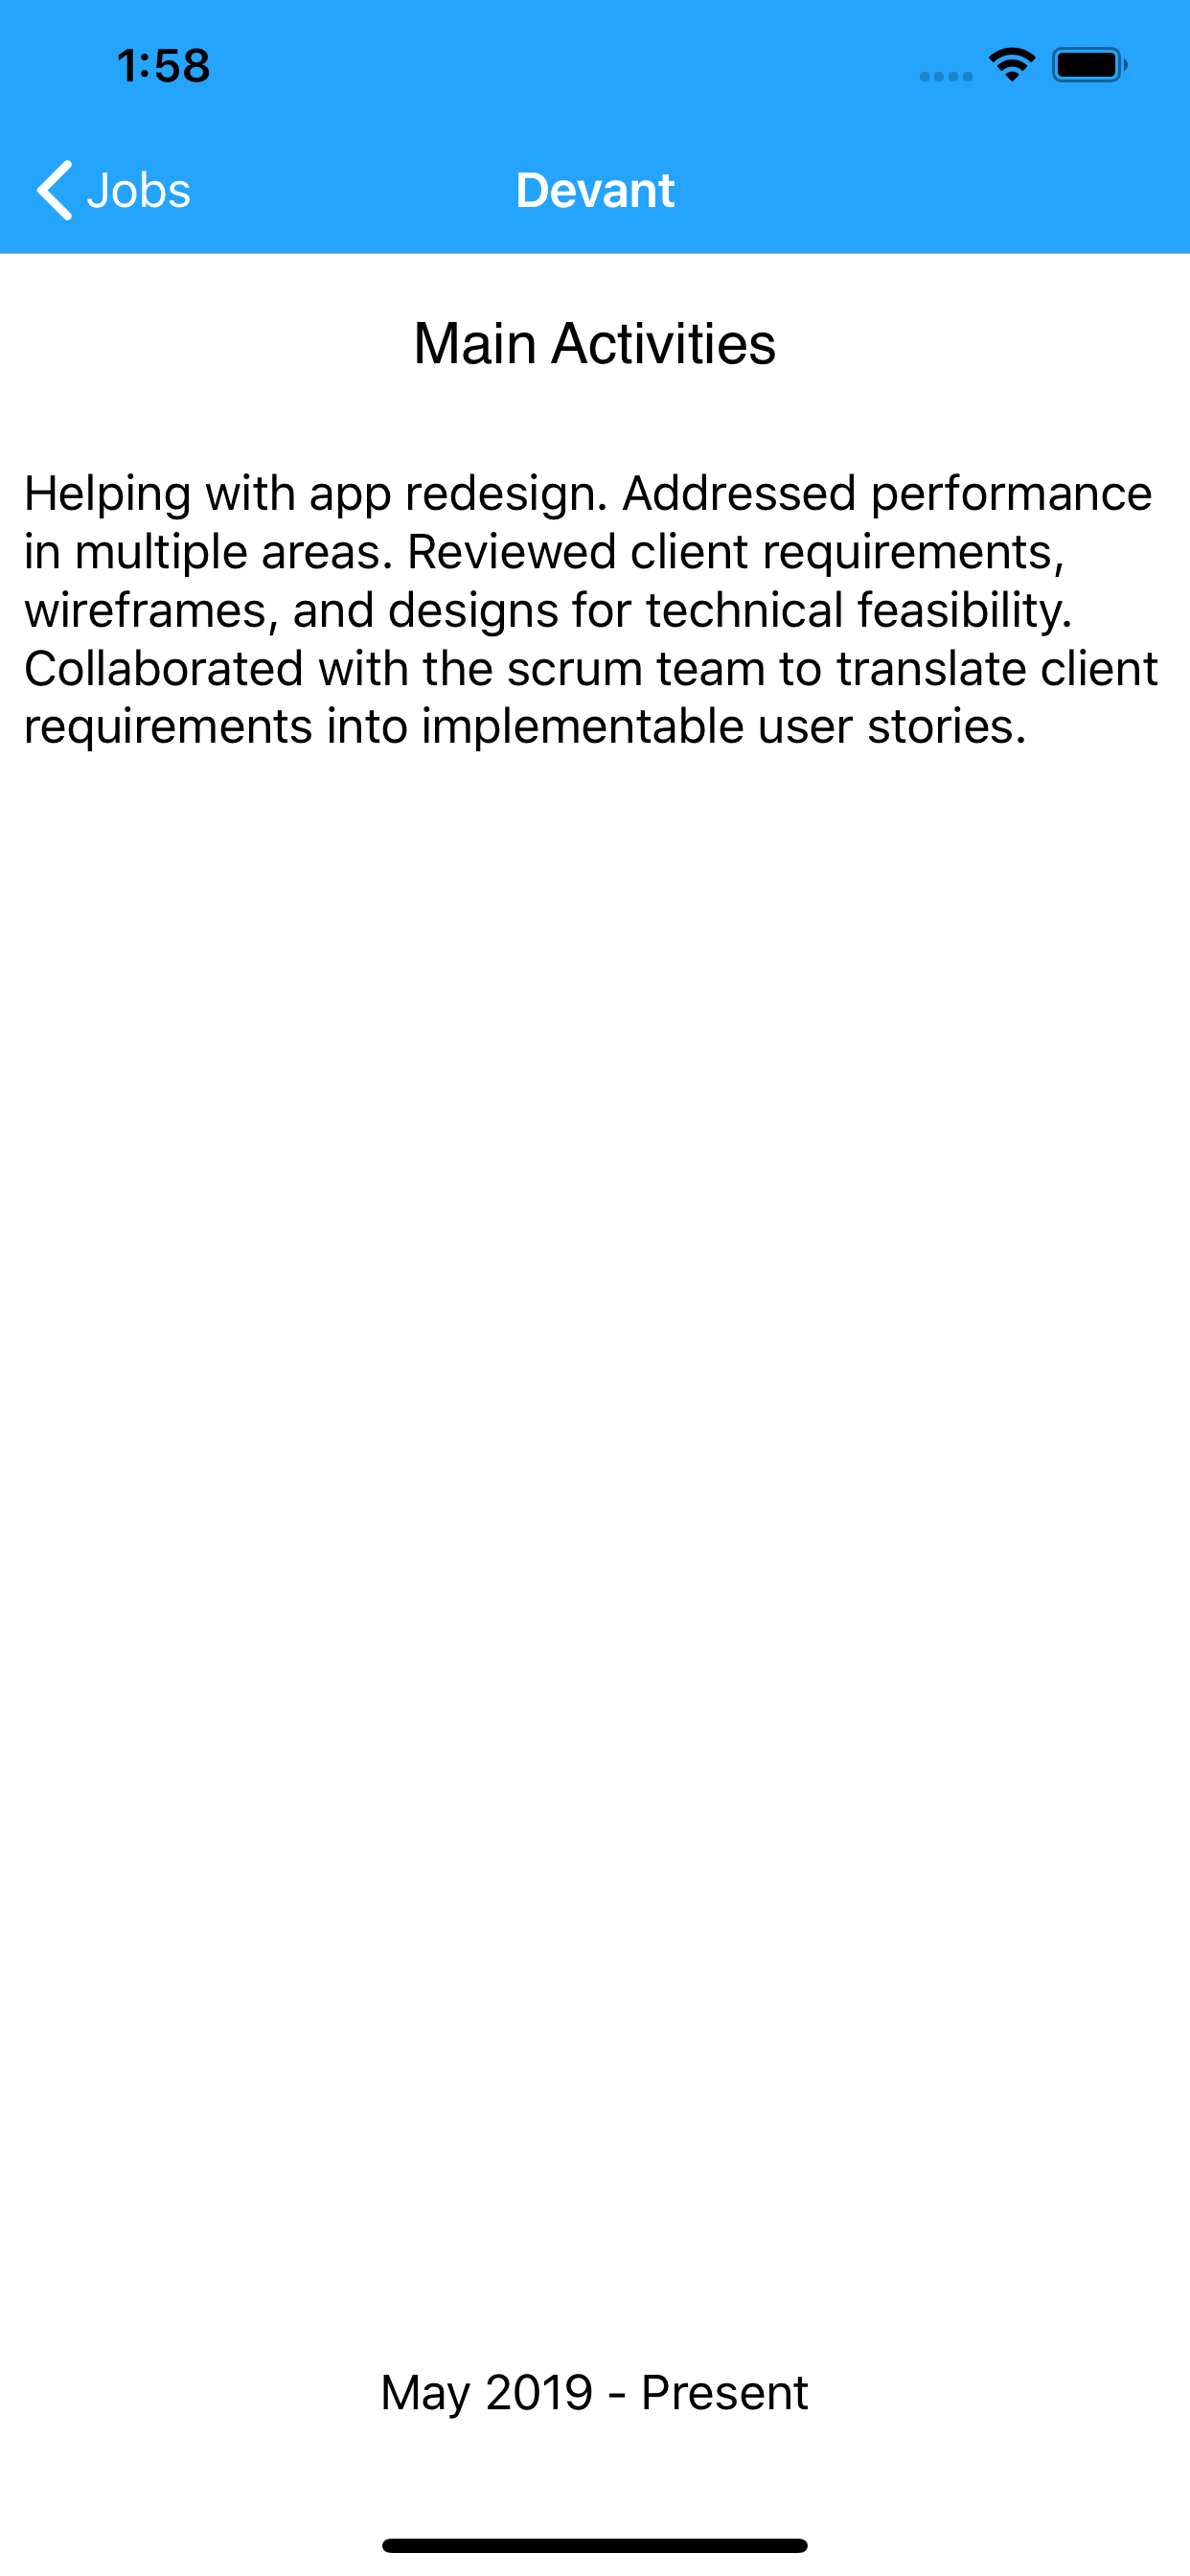 1:58
Jobs
Devant
Main Activities
Helping with app redesign. Addressed performance
in multiple areas. Reviewed client requirements,
wireframes, and designs for technical feasibility.
Collaborated with the scrum team to translate client
requirements into implementable user stories.
May 2019 - Present